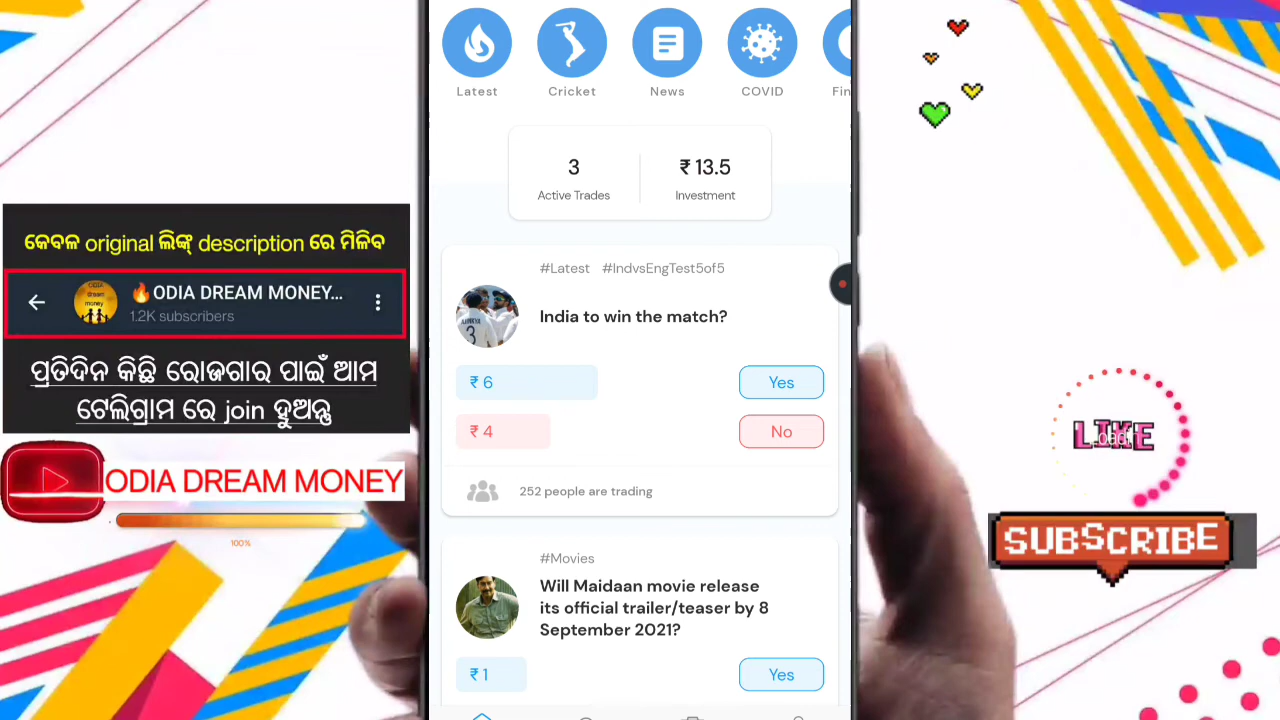 କେବଳ original ଲିଙ୍କ୍ description ରେ ମିଳିବ
🔥ODIA DREAM MONEY...
1.2K subscribers
ପ୍ରତିଦିନ କିଛି ରୋଜଗାର ପାଇଁ ଆମ
ଟେଲିଗ୍ରାମ ରେ join ହୁଅନ୍ତୁ
ODIA DREAM MONEY
100%
Latest
Cricket
News
COVID
Fin
3
Active Trades
₹ 13.5
Investment
#Latest #IndvsEngTest5of5
India to win the match?
₹ 6
Yes
₹ 4
No
252 people are trading
#Movies
Will Maidaan movie release
its official trailer/teaser by 8
September 2021?
₹ 1
Yes
LIKE
SUBSCRIBE